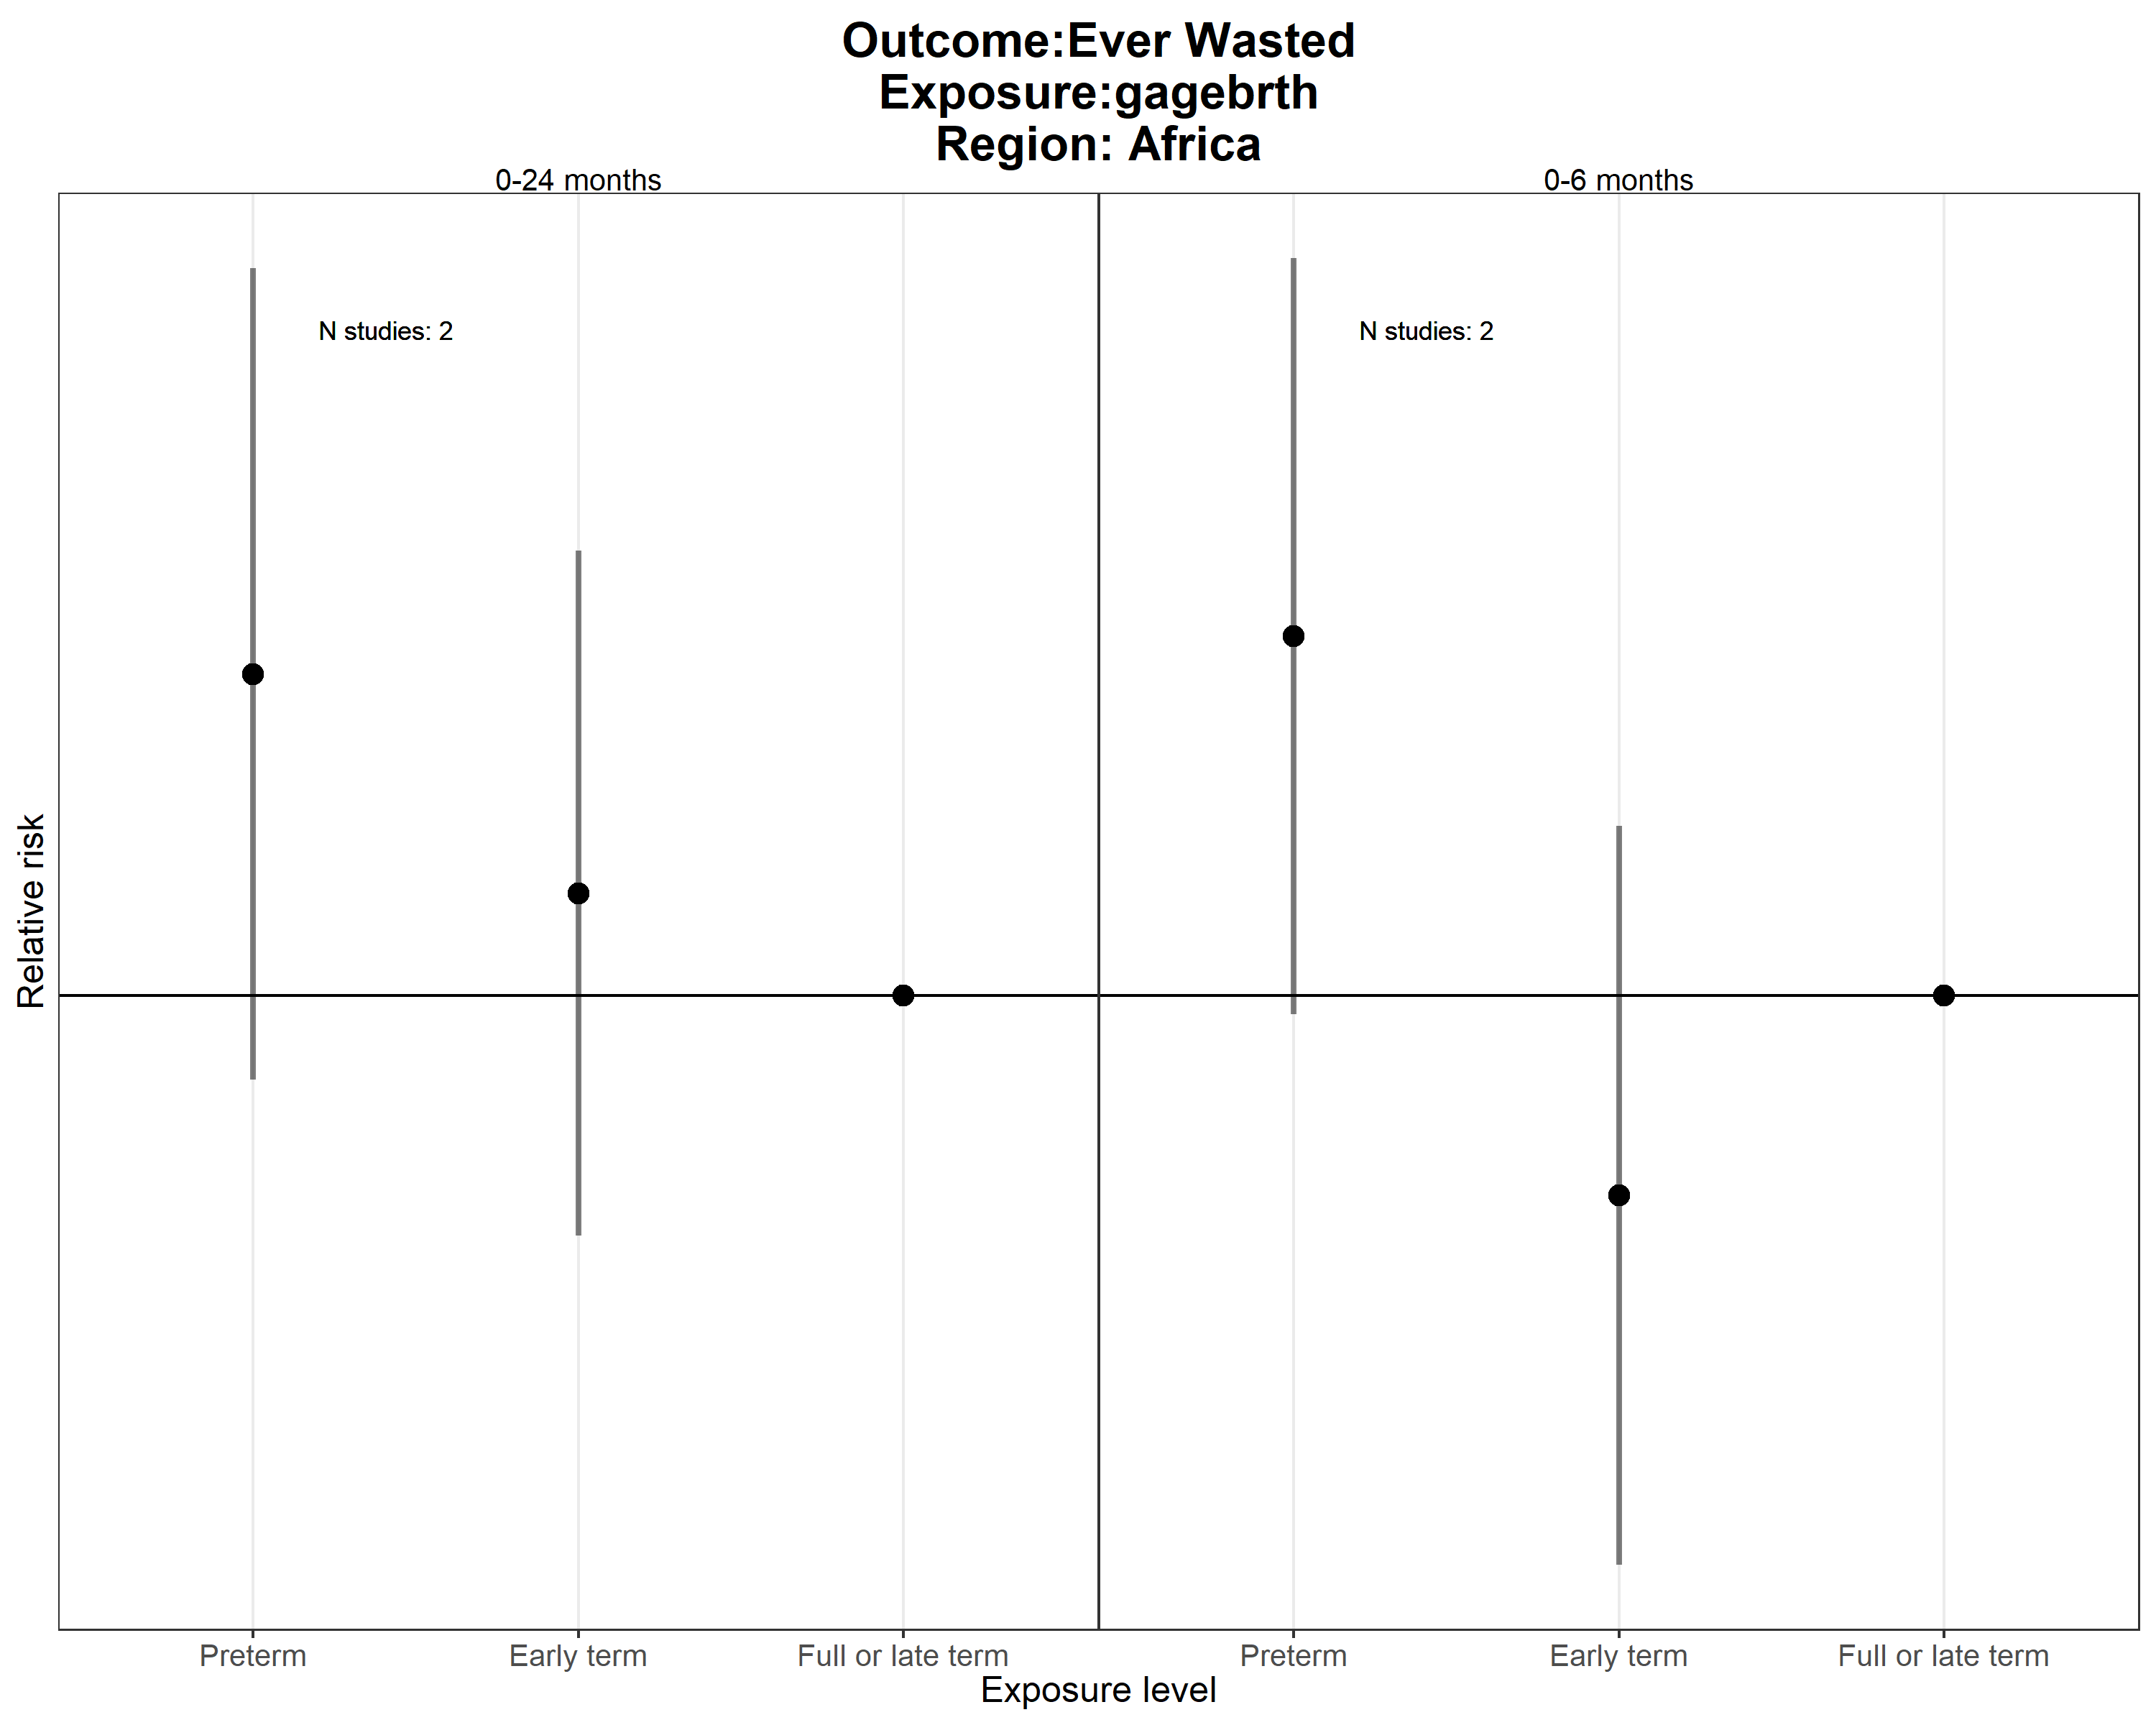 Outcome:Ever Wasted
Exposure:gagebrth
Region: Africa
0-24 months
0-6 months
N studies: 2
N studies: 2
Relative risk
Preterm
Early term
Full or late term
Preterm
Early term
Full or late term
Exposure level